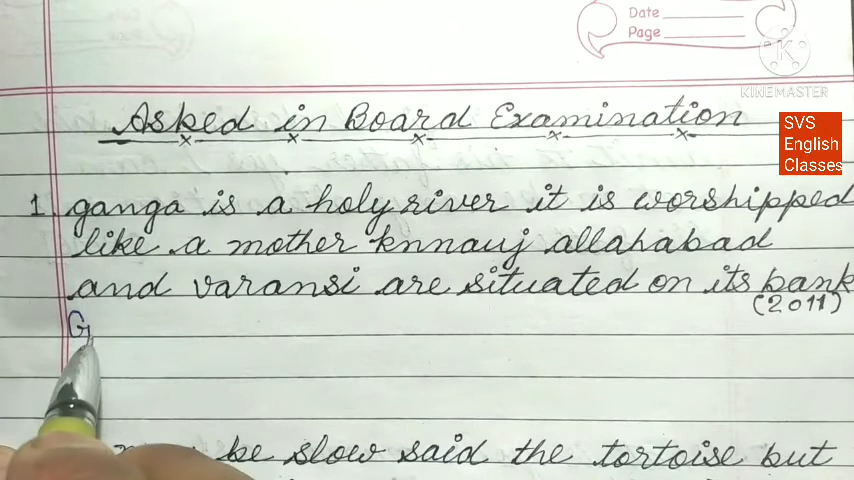 Date
Page
KINEMASTER
SVS
English
Classes
Asked in Board Examination
1. ganga is a holy river it is worshipped
like a mother knnauj allahabad
and varansi are situated on its bank
(2011)
G
be slow said the tortoise but